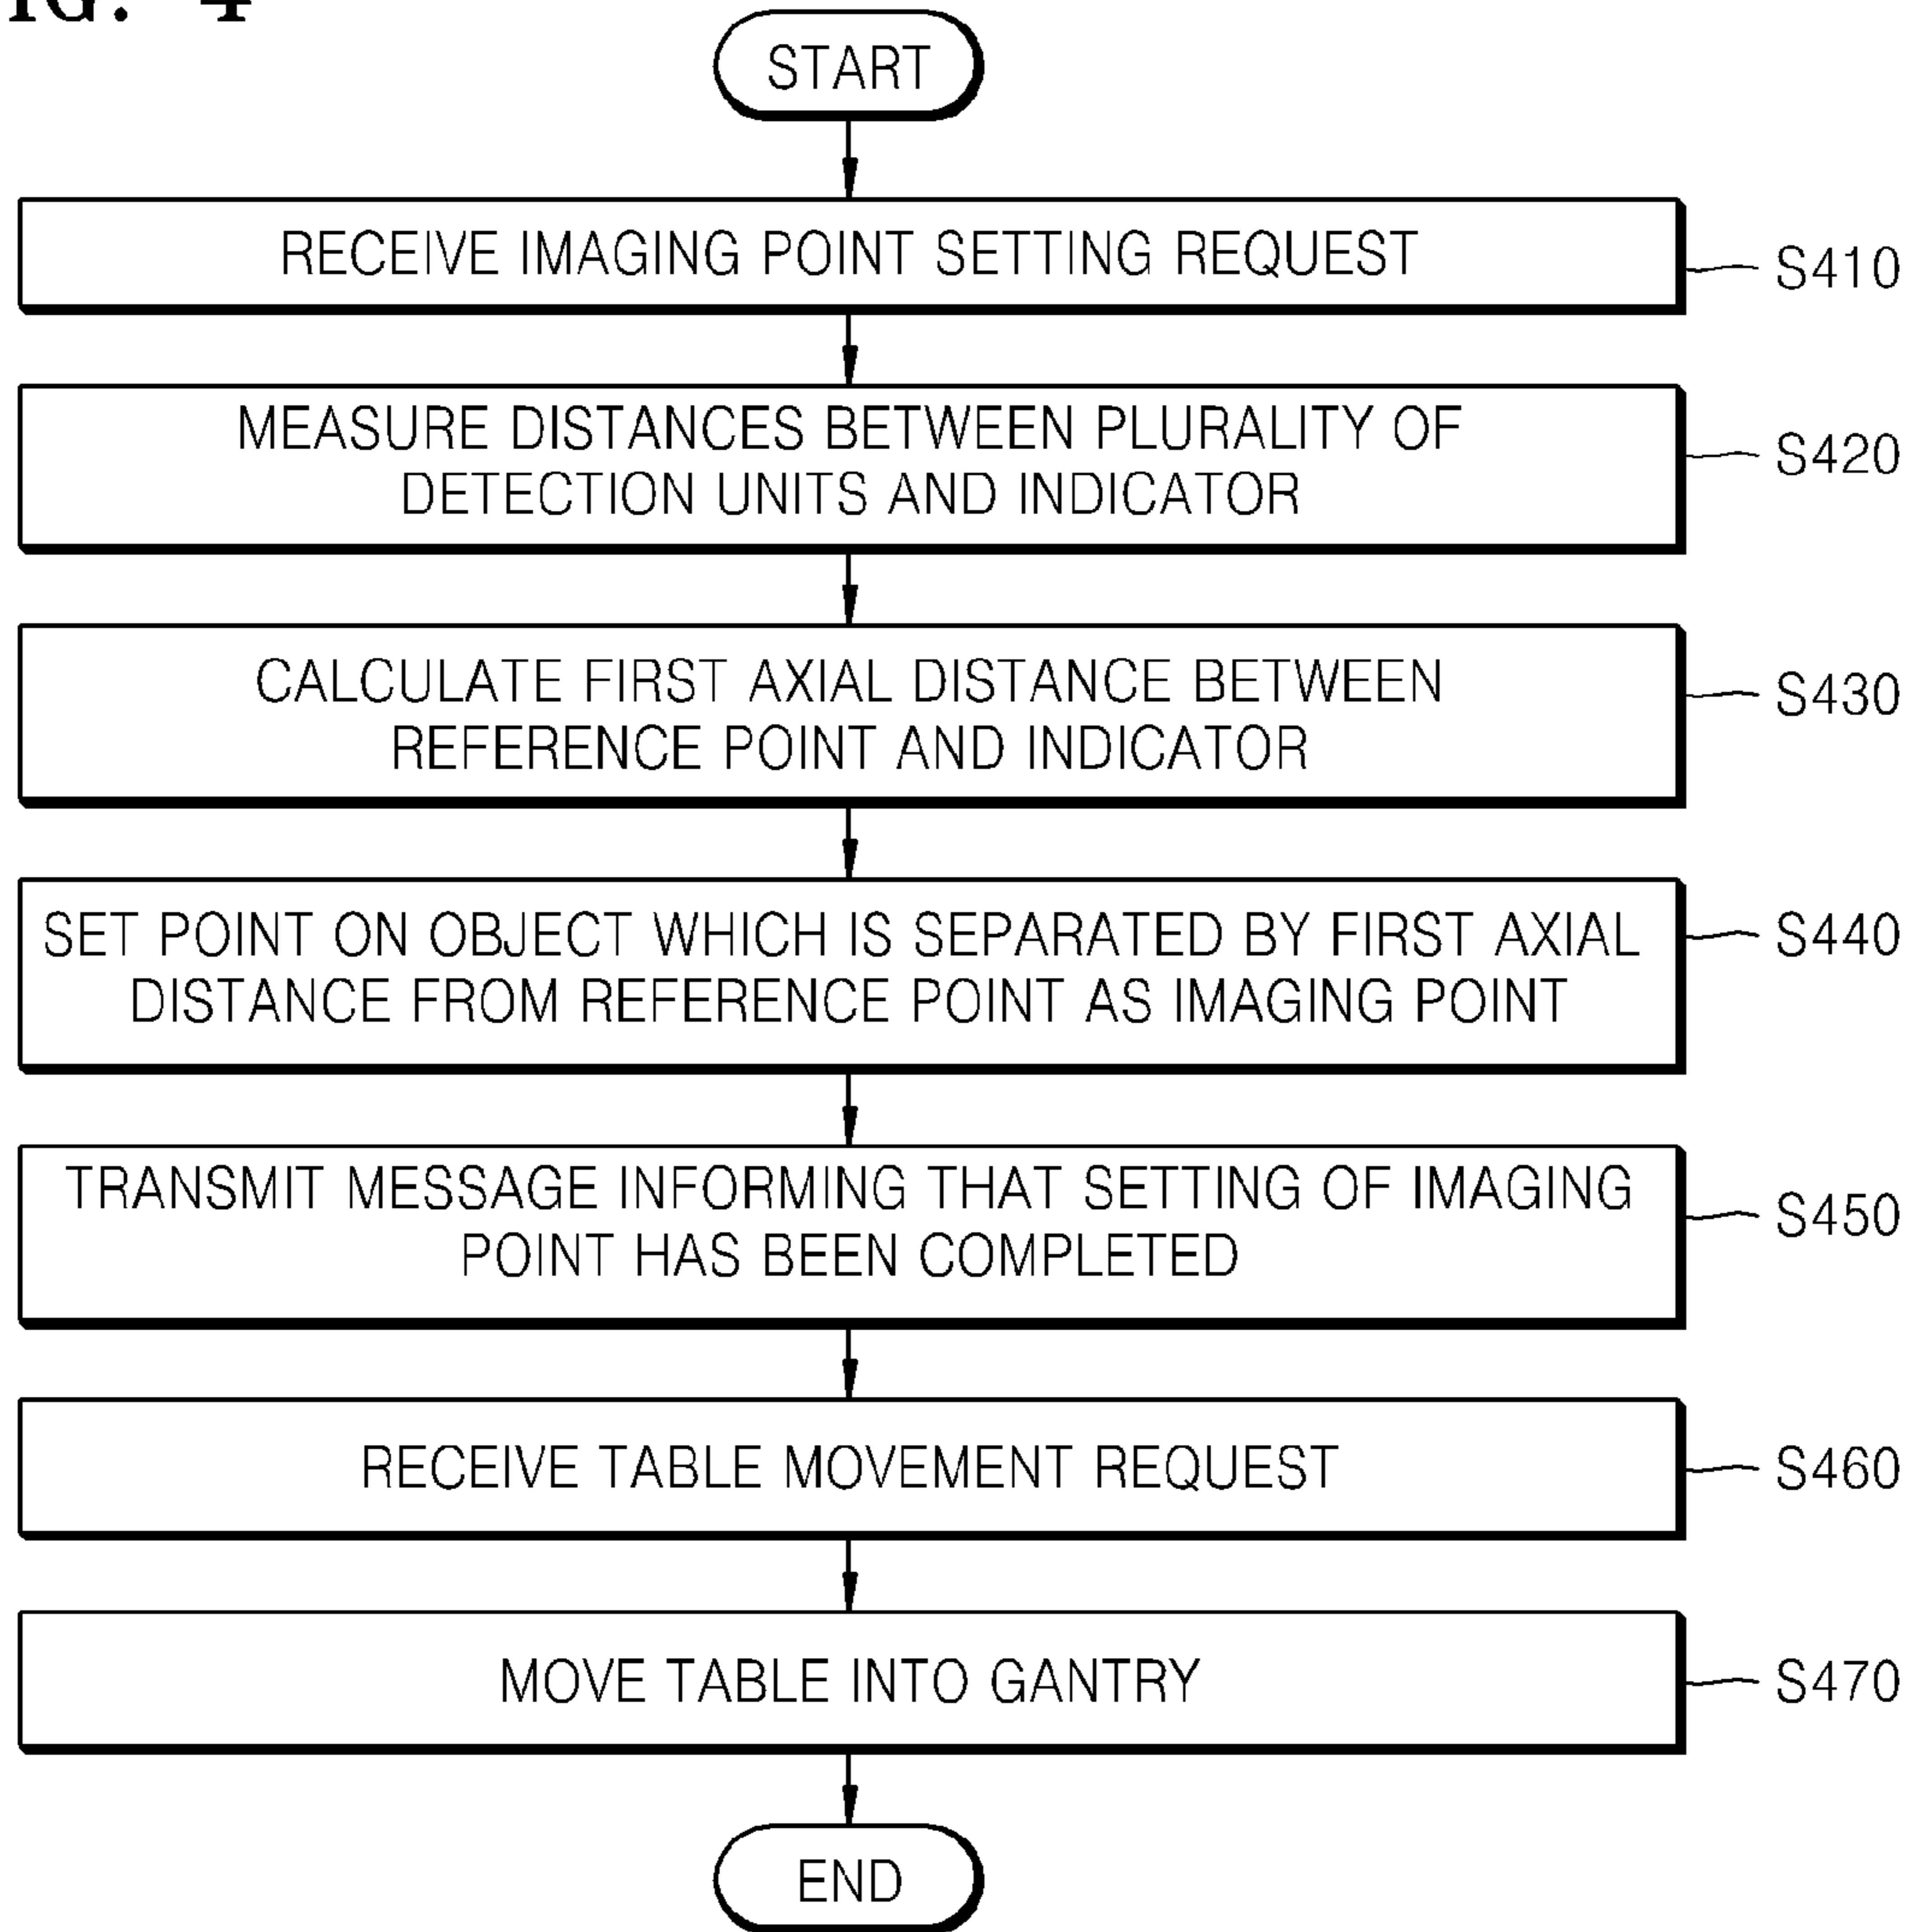 IG. 4
START
RECEIVE IMAGING POINT SETTING REQUEST
S410
MEASURE DISTANCES BETWEEN PLURALITY OF
DETECTION UNITS AND INDICATOR
S420
CALCULATE FIRST AXIAL DISTANCE BETWEEN
REFERENCE POINT AND INDICATOR
S430
SET POINT ON OBJECT WHICH IS SEPARATED BY FIRST AXIAL
DISTANCE FROM REFERENCE POINT AS IMAGING POINT
S440
TRANSMIT MESSAGE INFORMING THAT SETTING OF IMAGING
POINT HAS BEEN COMPLETED
S450
RECEIVE TABLE MOVEMENT REQUEST
S460
MOVE TABLE INTO GANTRY
S470
END